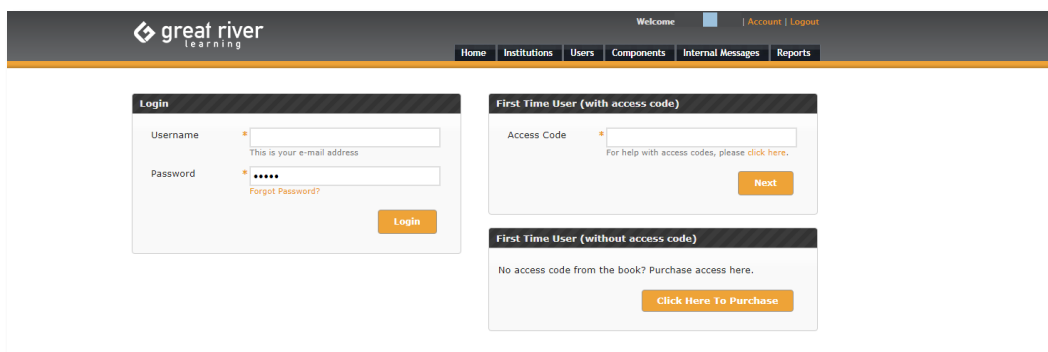 great river
learning
Welcome | Account | Logout
Home Institutions Users Components Internal Messages Reports
Login
Username *
This is your e-mail address
Password * •••••
Forgot Password?
Login
First Time User (with access code)
Access Code *
For help with access codes, please click here.
Next
First Time User (without access code)
No access code from the book? Purchase access here.
Click Here To Purchase